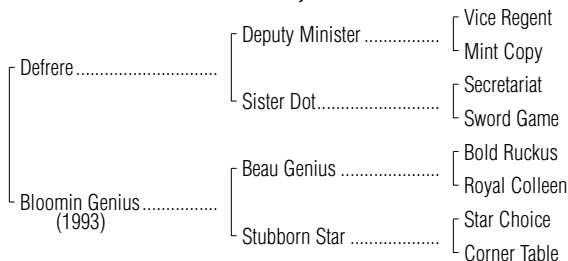 Vice Regent
Deputy Minister ..................
Mint Copy
Defrere.................................
Secretariat
Sister Dot.............................
Sword Game
Bold Ruckus
Beau Genius .......................
Royal Colleen
Bloomin Genius..................
(1993)
Star Choice
Stubborn Star ......................
Corner Table